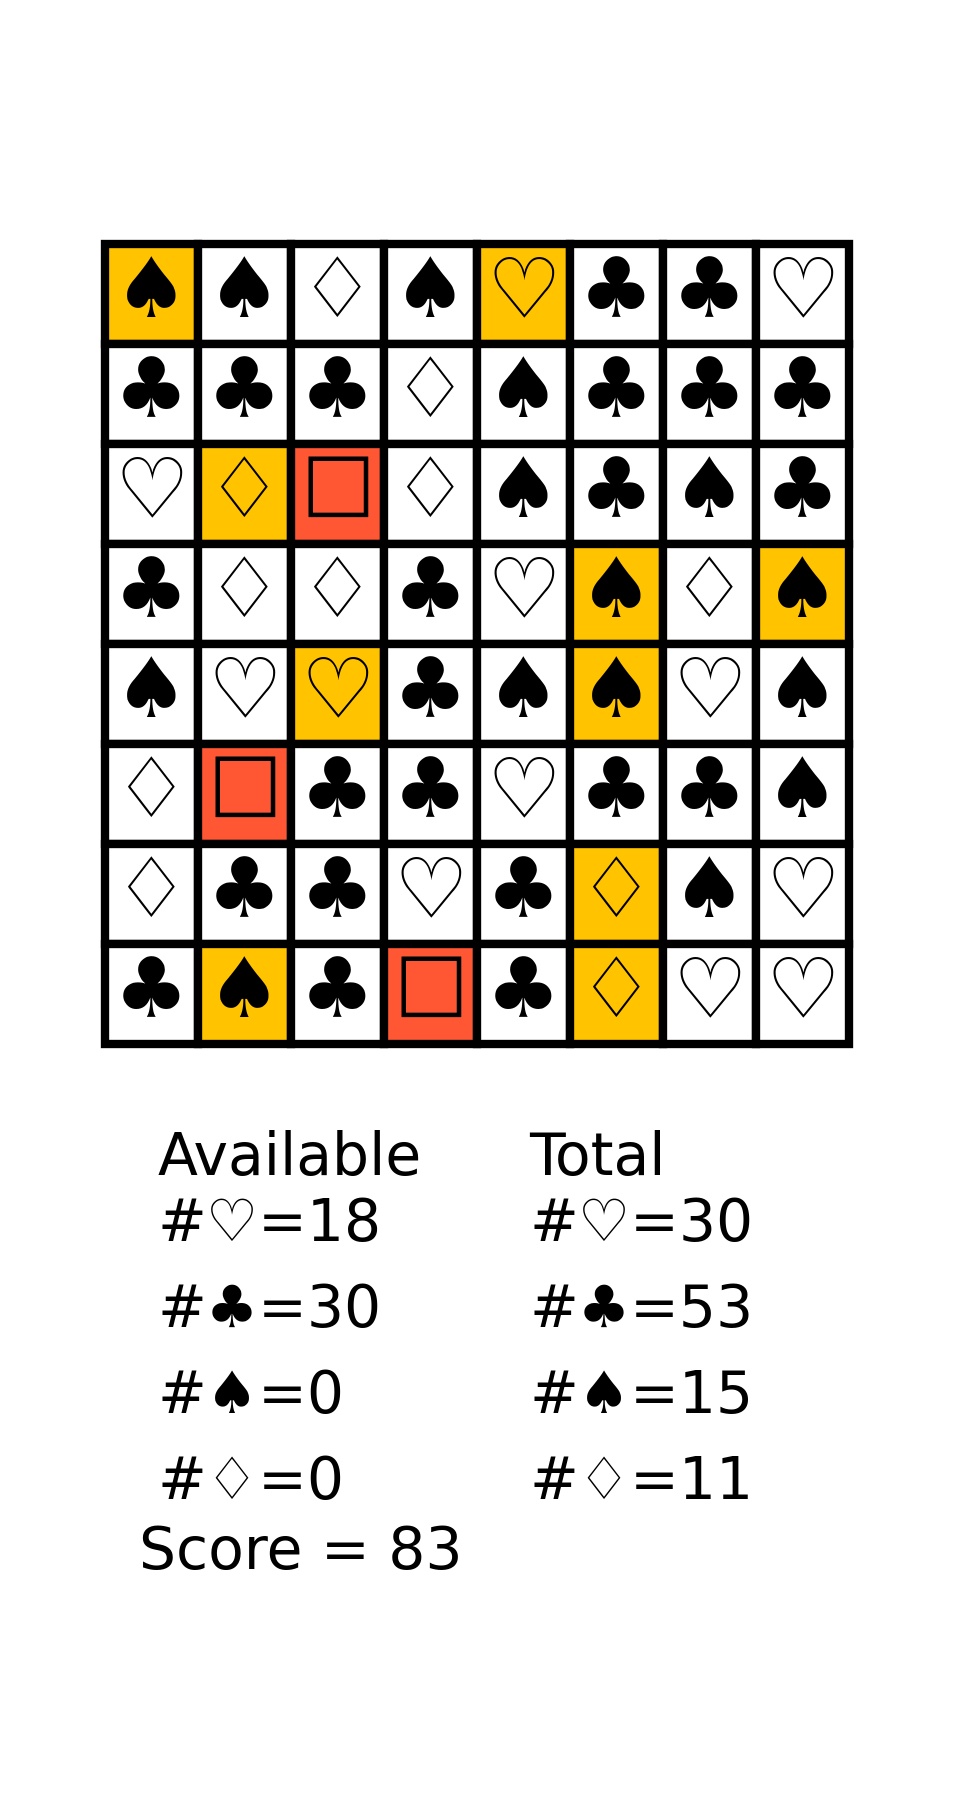 ♠ ♠ ♢ ♠ ♡ ♣ ♣ ♡
♣ ♣ ♣ ♢ ♠ ♣ ♣ ♣
♡ ♢ □ ♢ ♠ ♣ ♠ ♣
♣ ♢ ♢ ♣ ♡ ♠ ♢ ♠
♠ ♡ ♡ ♣ ♠ ♠ ♡ ♠
♢ □ ♣ ♣ ♡ ♣ ♣ ♠
♢ ♣ ♣ ♡ ♣ ♢ ♠ ♡
♣ ♠ ♣ □ ♣ ♢ ♡ ♡
Available Total
#♡=18 #♡=30
#♣=30 #♣=53
#♠=0 #♠=15
#♢=0 #♢=11
Score = 83